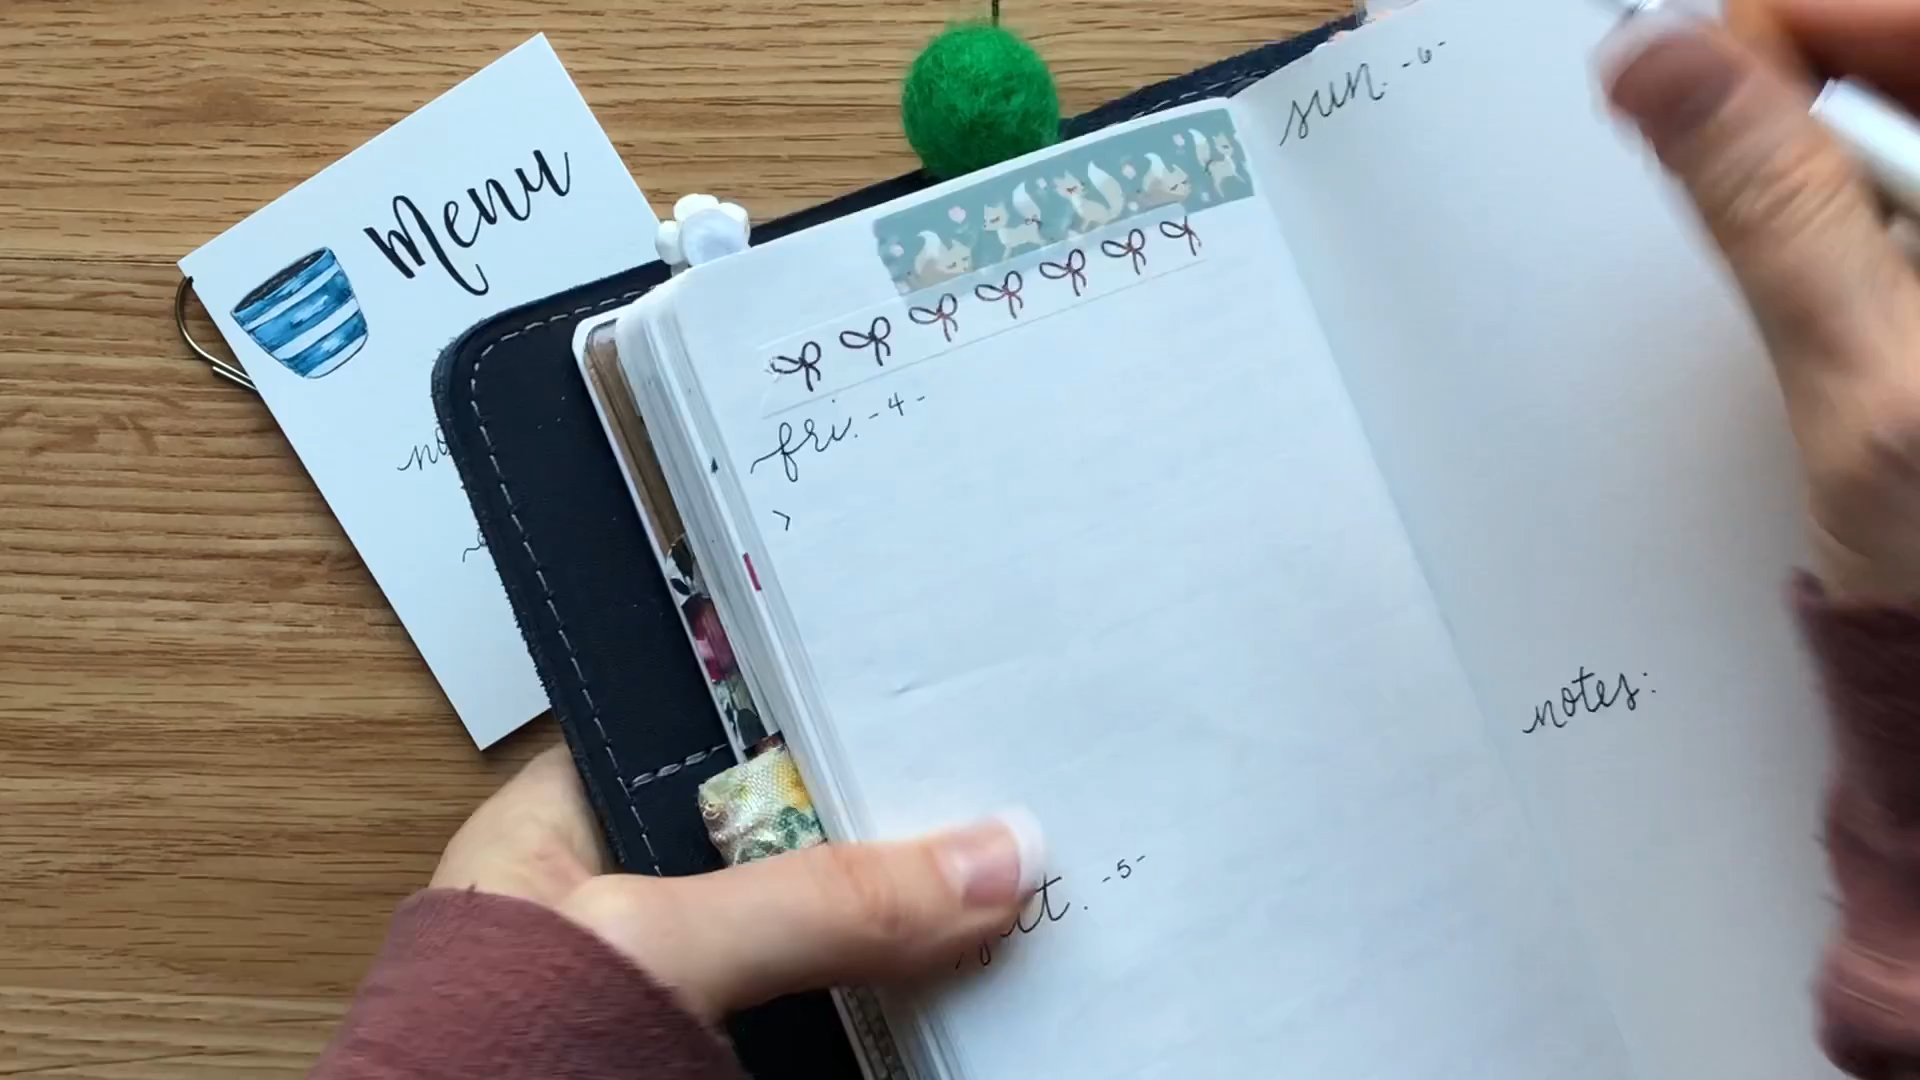 Menu
fri. -4-
>
-5-
sun. -6-
notes: